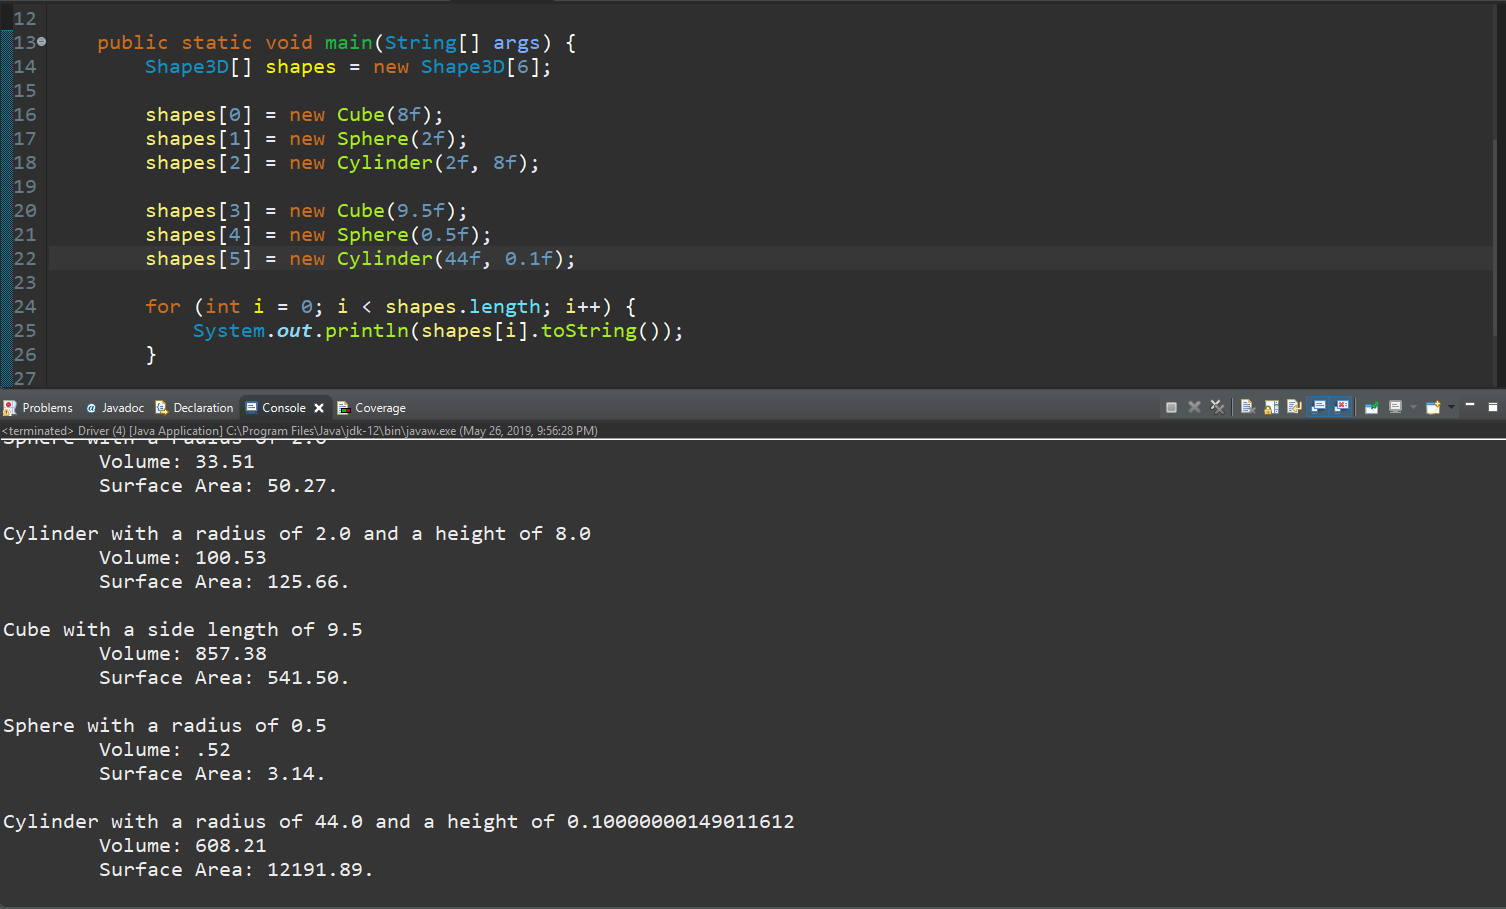 12
13 public static void main(String[] args) {
14 Shape3D[] shapes = new Shape3D[6];
15
16 shapes[0] = new Cube(8f);
17 shapes[1] = new Sphere(2f);
18 shapes[2] = new Cylinder(2f, 8f);
19
20 shapes[3] = new Cube(9.5f);
21 shapes[4] = new Sphere(0.5f);
22 shapes[5] = new Cylinder(44f, 0.1f);
23
24 for (int i = 0; i < shapes.length; i++) {
25 System.out.println(shapes[i].toString());
26 }
27
Problems @ Javadoc Declaration Console Coverage
<terminated> Driver (4) [Java Application] C:\Program Files\Java\jdk-12\bin\javaw.exe (May 26, 2019, 9:56:28 PM)
Sphere with a radius of 2.0
Volume: 33.51
Surface Area: 50.27.
Cylinder with a radius of 2.0 and a height of 8.0
Volume: 100.53
Surface Area: 125.66.
Cube with a side length of 9.5
Volume: 857.38
Surface Area: 541.50.
Sphere with a radius of 0.5
Volume: .52
Surface Area: 3.14.
Cylinder with a radius of 44.0 and a height of 0.10000000149011612
Volume: 608.21
Surface Area: 12191.89.